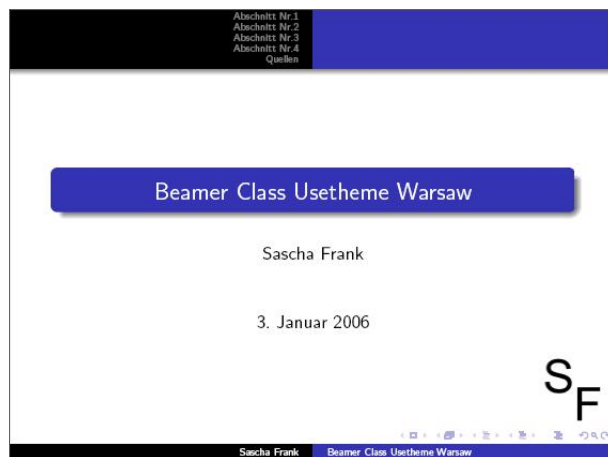 Abschnitt Nr.1
Abschnitt Nr.2
Abschnitt Nr.3
Abschnitt Nr.4
Quellen
Beamer Class Usetheme Warsaw
Sascha Frank
3. Januar 2006
SF
Sascha Frank Beamer Class Usetheme Warsaw